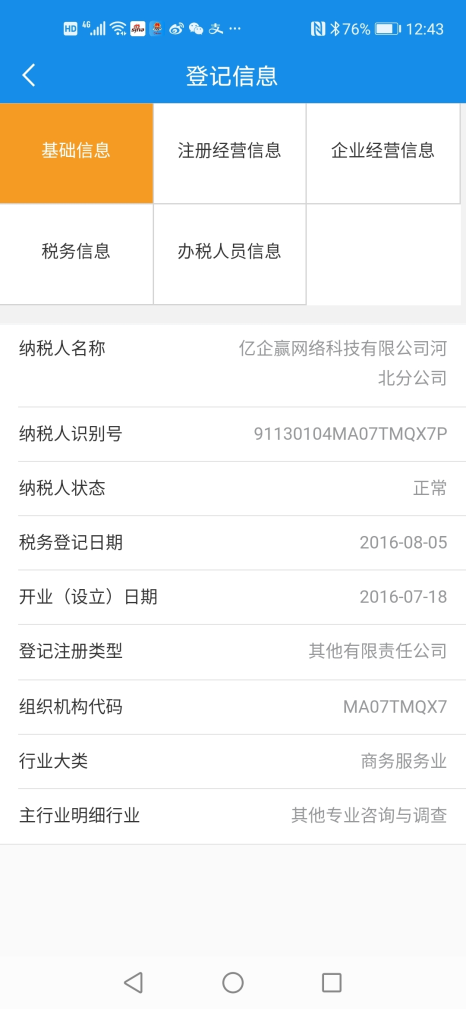 HD 4G 76% 12:43
登记信息
基础信息 注册经营信息 企业经营信息
税务信息 办税人员信息
纳税人名称 亿企赢网络科技有限公司河
北分公司
纳税人识别号 91130104MA07TMQX7P
纳税人状态 正常
税务登记日期 2016-08-05
开业（设立）日期 2016-07-18
登记注册类型 其他有限责任公司
组织机构代码 MA07TMQX7
行业大类 商务服务业
主行业明细行业 其他专业咨询与调查